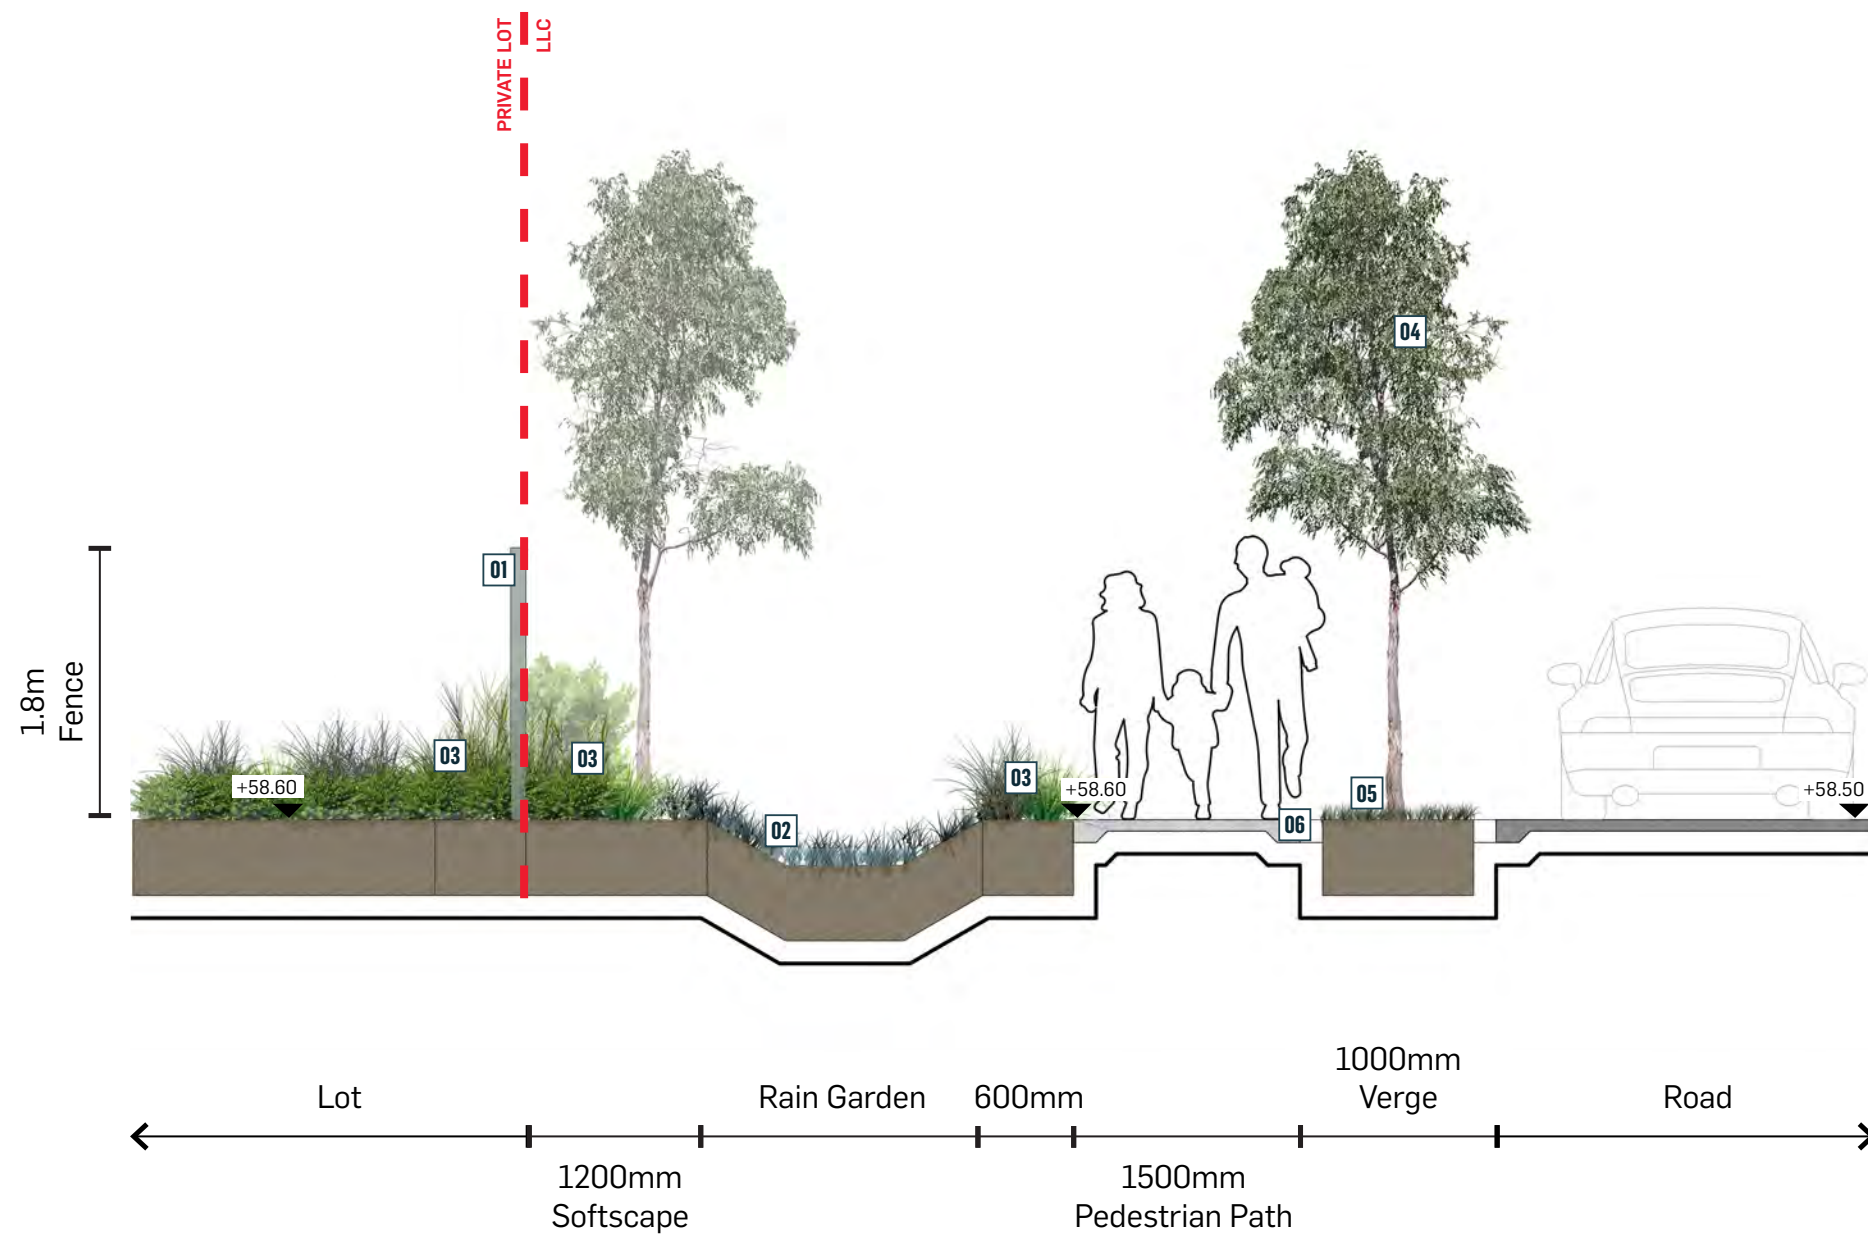 PRIVATE LOT
LLC
04
01
1.8m
Fence
03
03
03
+58.60
+58.60
05
+58.50
02
06
1000mm
Lot
Rain Garden
600mm
Verge
Road
1200mm
Softscape
1500mm
Pedestrian Path